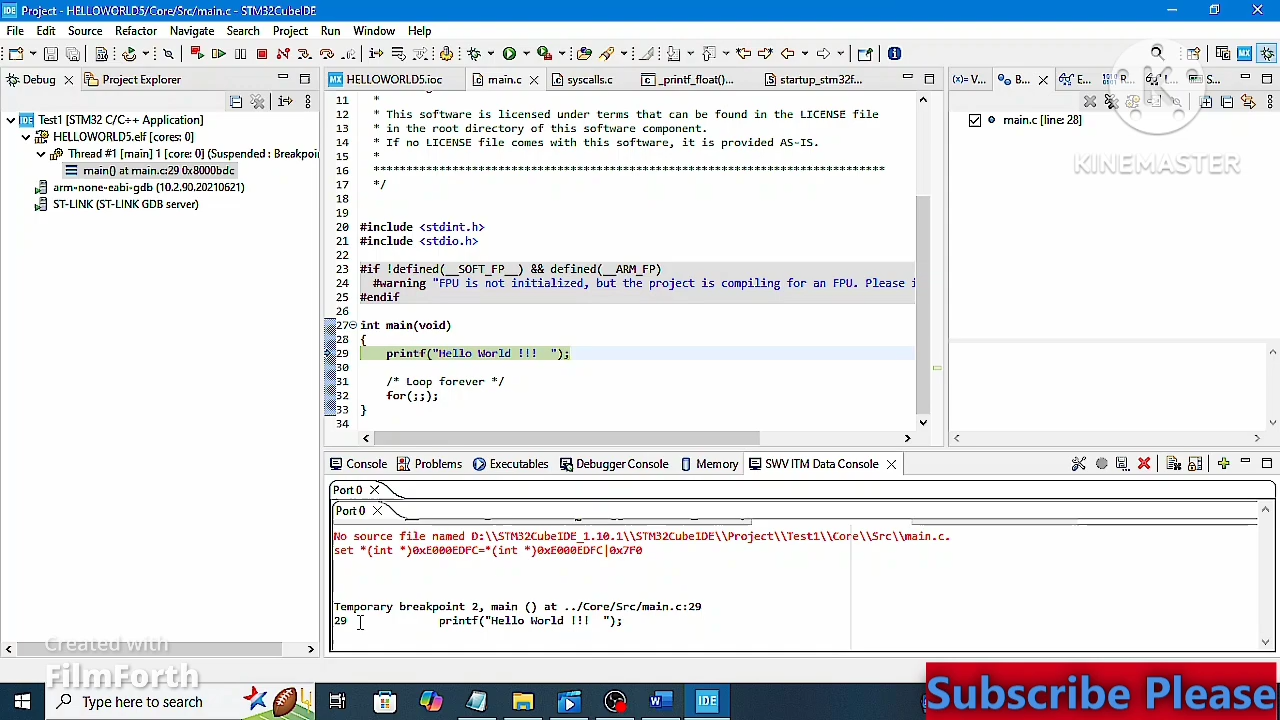 Project - HELLOWORLD5/Core/Src/main.c - STM32CubeIDE
File Edit Source Refactor Navigate Search Project Run Window Help
Debug Project Explorer
Test1 [STM32 C/C++ Application]
HELLOWORLD5.elf [cores: 0]
Thread #1 [main] 1 [core: 0] (Suspended : Breakpoi
main() at main.c:29 0x8000bdc
arm-none-eabi-gdb (10.2.90.20210621)
ST-LINK (ST-LINK GDB server)
HELLOWORLD5.ioc main.c syscalls.c _printf_float()... startup_stm32f...
11 *
12 * This software is licensed under terms that can be found in the LICENSE file
13 * in the root directory of this software component.
14 * If no LICENSE file comes with this software, it is provided AS-IS.
15 *
16 ******************************************************************************
17 */
18
19
20 #include <stdint.h>
21 #include <stdio.h>
22
23 #if !defined(__SOFT_FP__) && defined(__ARM_FP)
24 #warning "FPU is not initialized, but the project is compiling for an FPU. Please i
25 #endif
26
27 int main(void)
28 {
29 printf("Hello World !!!  ");
30
31 /* Loop forever */
32 for(;;);
33 }
34
V... B... E... S...
main.c [line: 28]
KINEMASTER
Console Problems Executables Debugger Console Memory SWV ITM Data Console
Port 0
Port 0
No source file named D:\\STM32CubeIDE_1.10.1\\STM32CubeIDE\\Project\\Test1\\Core\\Src\\main.c.
set *(int *)0xE000EDFC=*(int *)0xE000EDFC|0x7F0
Temporary breakpoint 2, main () at ../Core/Src/main.c:29
29 printf("Hello World !!!  ");
Created with
FilmForth
Type here to search
IDE
Subscribe Please